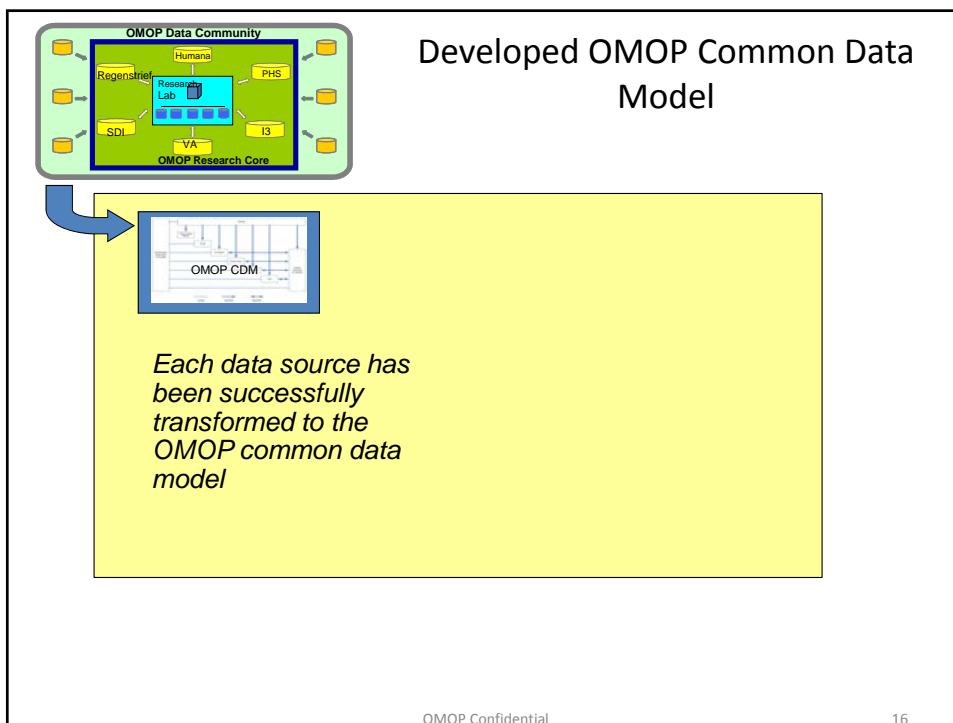 OMOP Data Community
Humana
Regenstrief
PHS
Research
Lab
SDI
I3
VA
OMOP Research Core
Developed OMOP Common Data
Model
OMOP CDM
Each data source has
been successfully
transformed to the
OMOP common data
model
OMOP Confidential
16